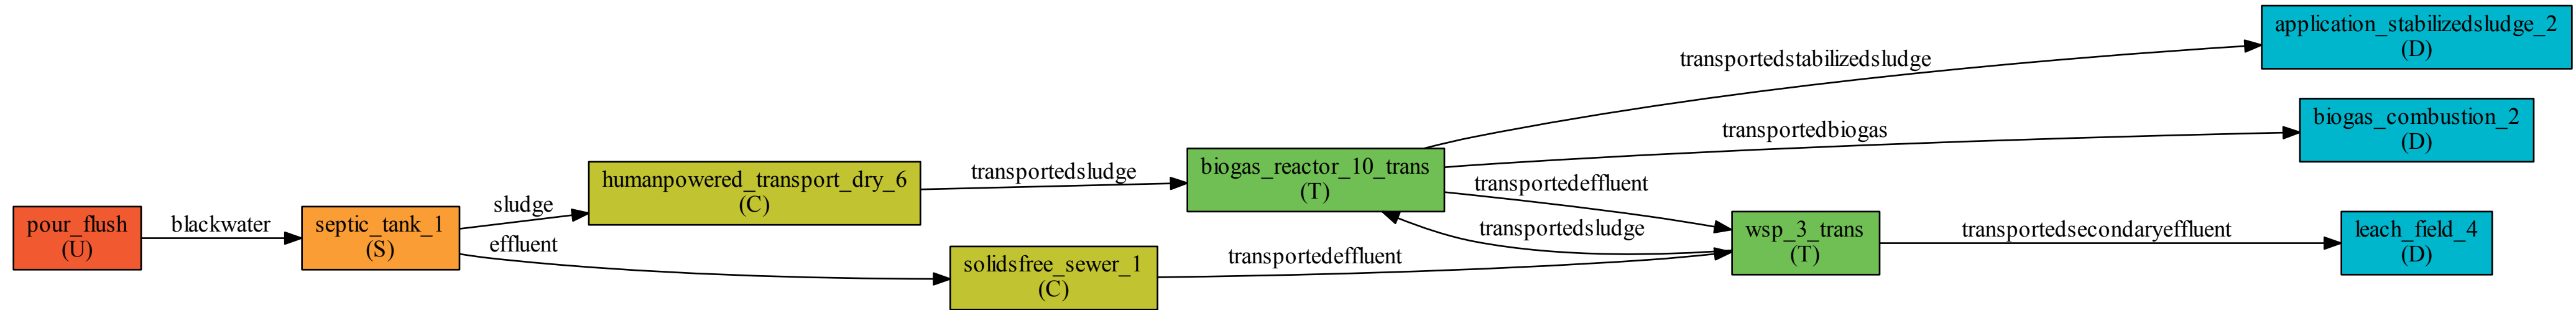 pour_flush
(U)
blackwater
septic_tank_1
(S)
sludge
effluent
humanpowered_transport_dry_6
(C)
solidsfree_sewer_1
(C)
transportedsludge
transportedeffluent
biogas_reactor_10_trans
(T)
transportedstabilizedsludge
transportedbiogas
transportedeffluent
transportedsludge
wsp_3_trans
(T)
transportedsecondaryeffluent
application_stabilizedsludge_2
(D)
biogas_combustion_2
(D)
leach_field_4
(D)